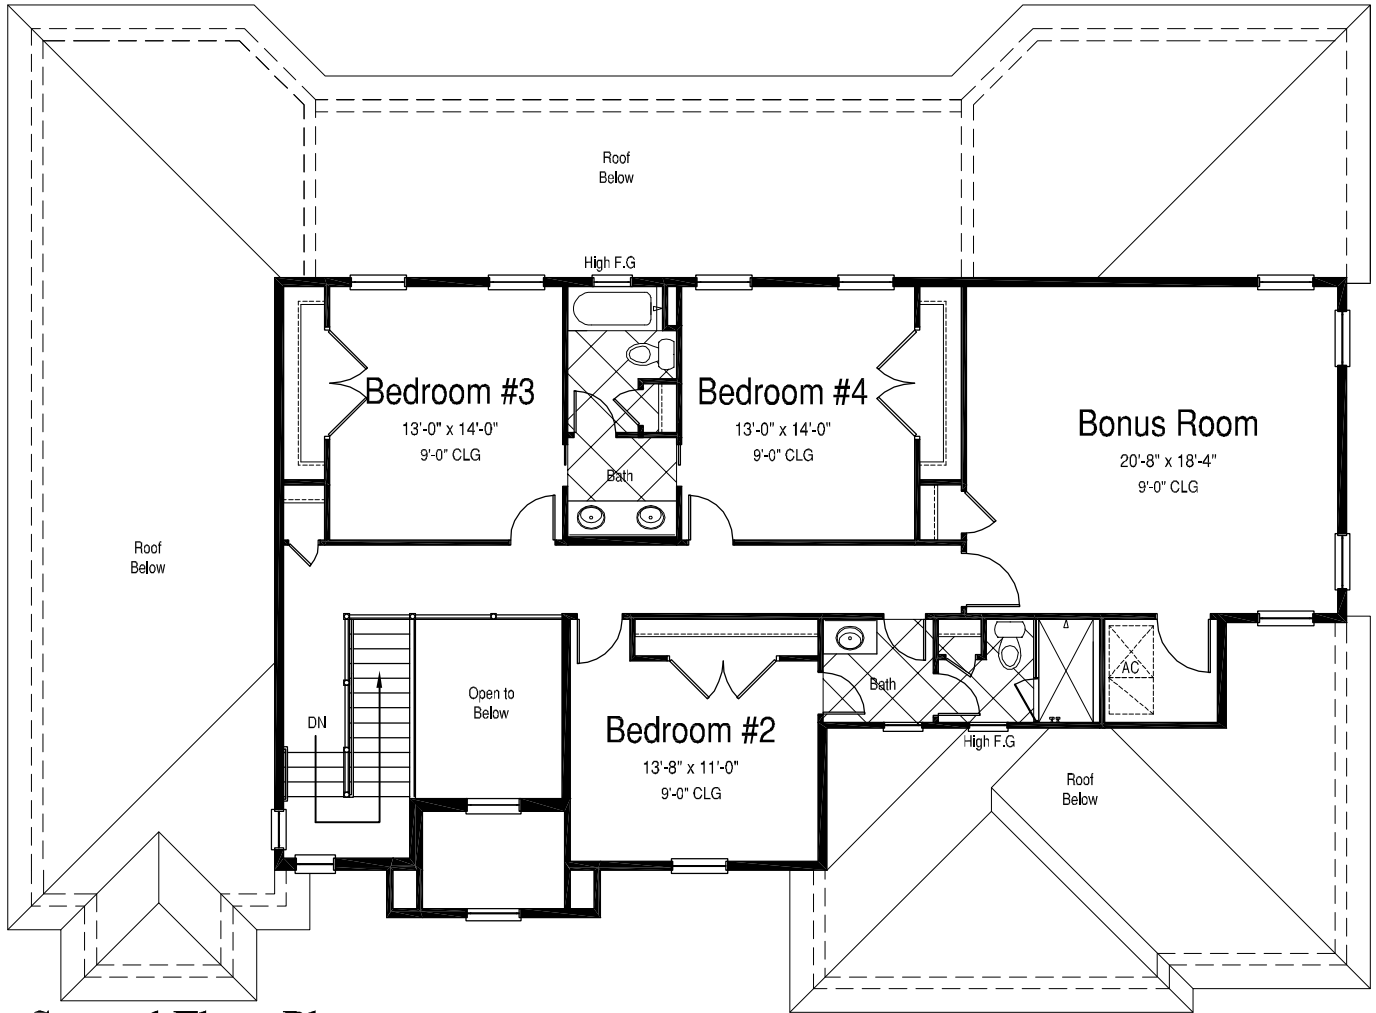 Roof
Below
High F.G
Bedroom #3
13'-0" x 14'-0"
9'-0" CLG
Bath
Bedroom #4
13'-0" x 14'-0"
9'-0" CLG
Bonus Room
20'-8" x 18'-4"
9'-0" CLG
Roof
Below
DN
Open to
Below
Bedroom #2
13'-8" x 11'-0"
9'-0" CLG
Bath
AC
High F.G
Roof
Below